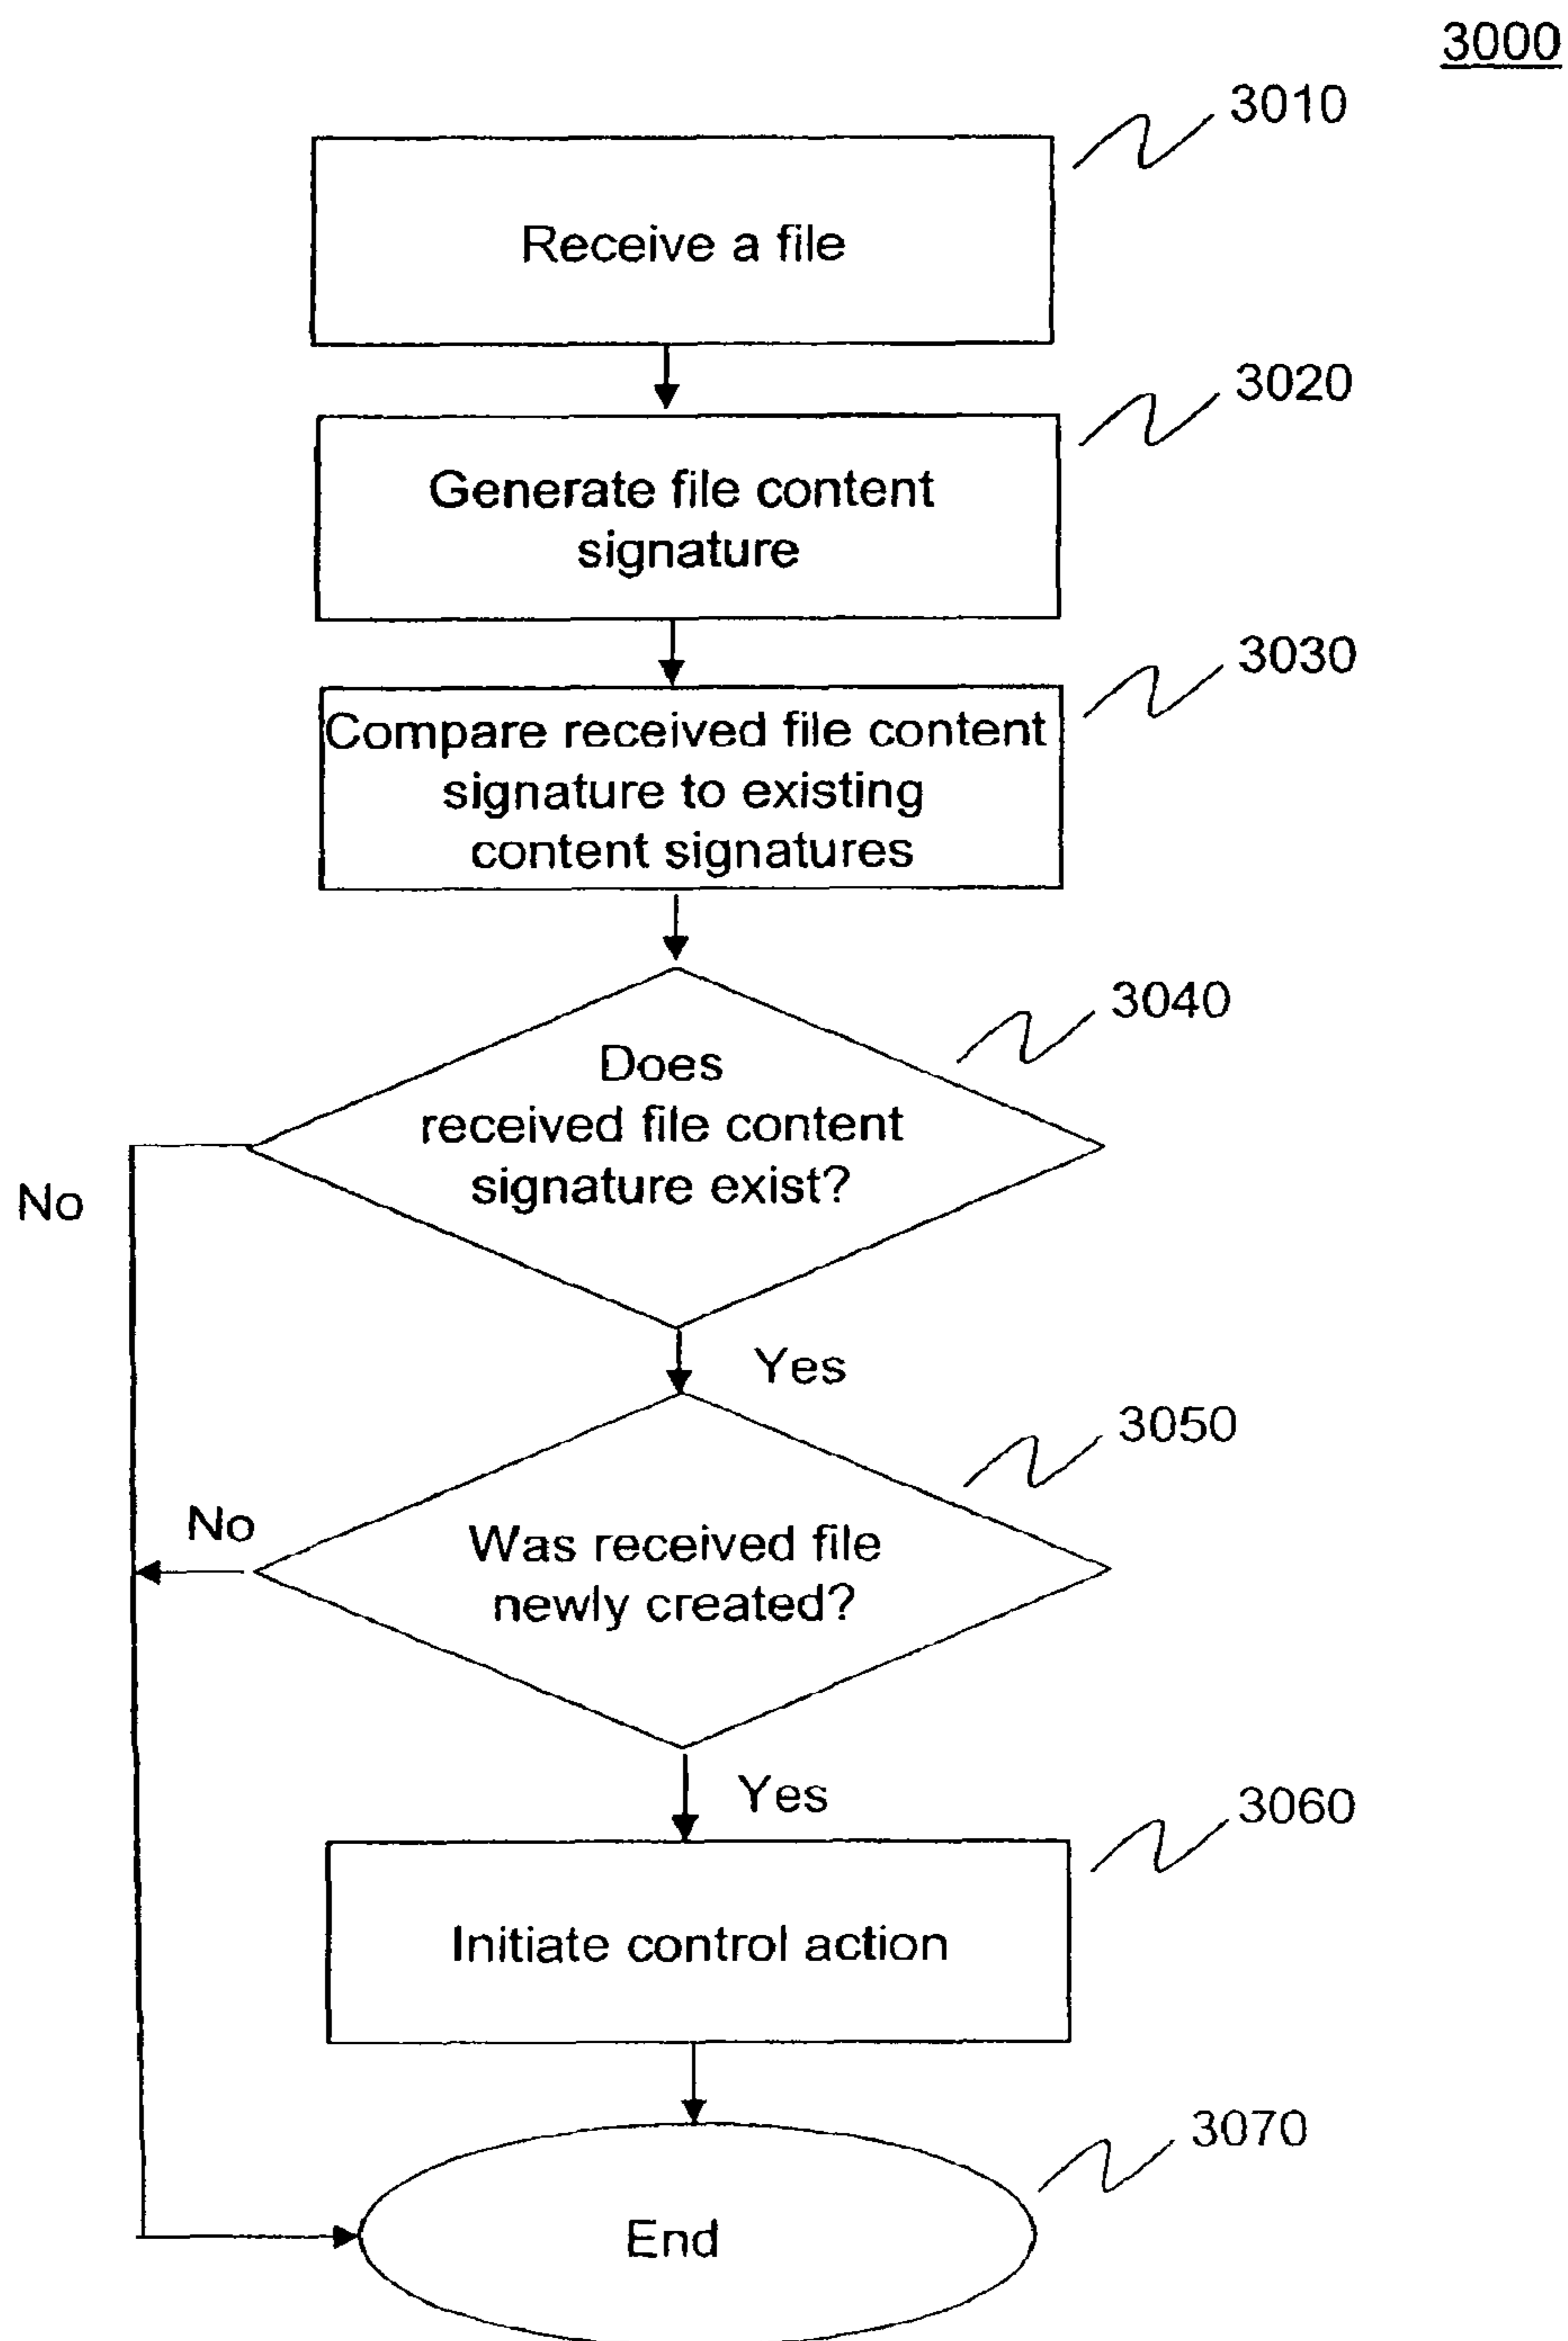 3000
3010
Receive a file
3020
Generate file content
signature
3030
Compare received file content
signature to existing
content signatures
3040
Does
received file content
signature exist?
No
Yes
3050
No
Was received file
newly created?
Yes
3060
Initiate control action
3070
End